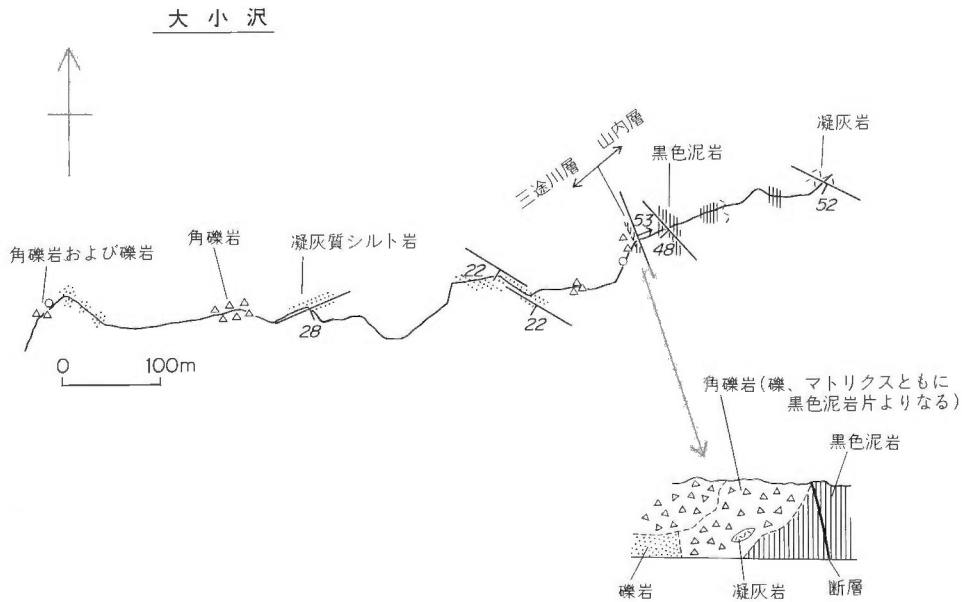 大小沢
凝灰岩
山内層
三途川層
黒色泥岩
角礫岩
凝灰質シルト岩
角礫岩および礫岩
53
48
52
22
28
22
0 100m
角礫岩(礫、マトリクスともに
黒色泥岩片よりなる)
黒色泥岩
礫岩
凝灰岩
断層